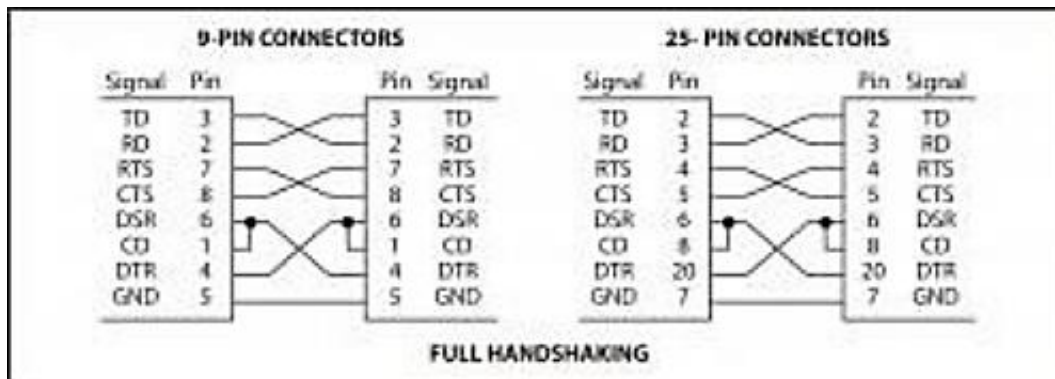 9-PIN CONNECTORS 25- PIN CONNECTORS
Signal Pin Pin Signal Signal Pin Pin Signal
TD 3 3 TD TD 2 2 TD
RD 2 2 RD RD 3 3 RD
RTS 7 7 RTS RTS 4 4 RTS
CTS 8 8 CTS CTS 5 5 CTS
DSR 6 6 DSR DSR 6 6 DSR
CD 1 1 CD CD 8 8 CD
DTR 4 4 DTR DTR 20 20 DTR
GND 5 5 GND GND 7 7 GND
FULL HANDSHAKING